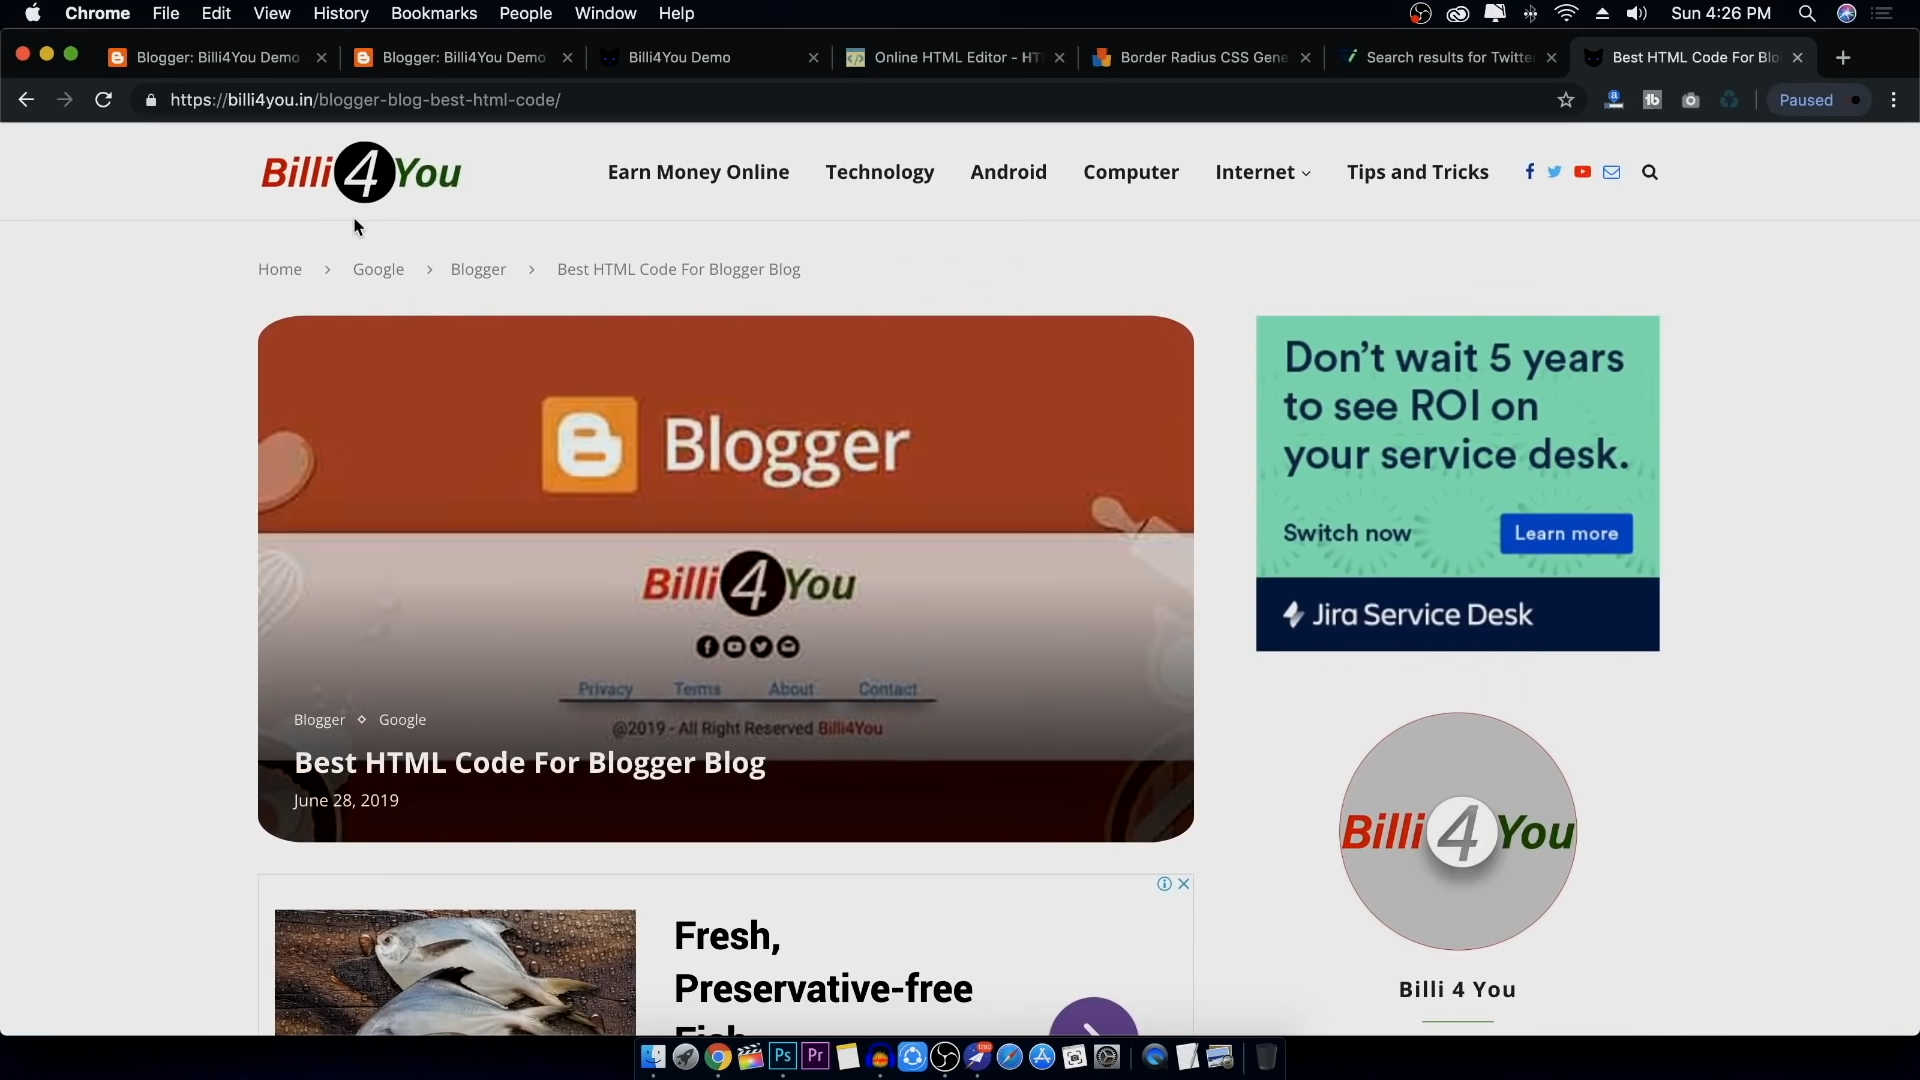 Chrome File Edit View History Bookmarks People Window Help Sun 4:26 PM
Blogger: Billi4You Demo Blogger: Billi4You Demo Billi4You Demo Online HTML Editor - HT Border Radius CSS Gene Search results for Twitte Best HTML Code For Blo
https://billi4you.in/blogger-blog-best-html-code/ Paused
Billi4You Earn Money Online Technology Android Computer Internet Tips and Tricks
Home > Google > Blogger > Best HTML Code For Blogger Blog
Blogger
Billi4You
Privacy Terms About Contact
@2019 - All Right Reserved Billi4You
Blogger Google
Best HTML Code For Blogger Blog
June 28, 2019
Don't wait 5 years
to see ROI on
your service desk.
Switch now Learn more
Jira Service Desk
Billi4You
Billi 4 You
Fresh,
Preservative-free
Fish
Ps Pr 1280